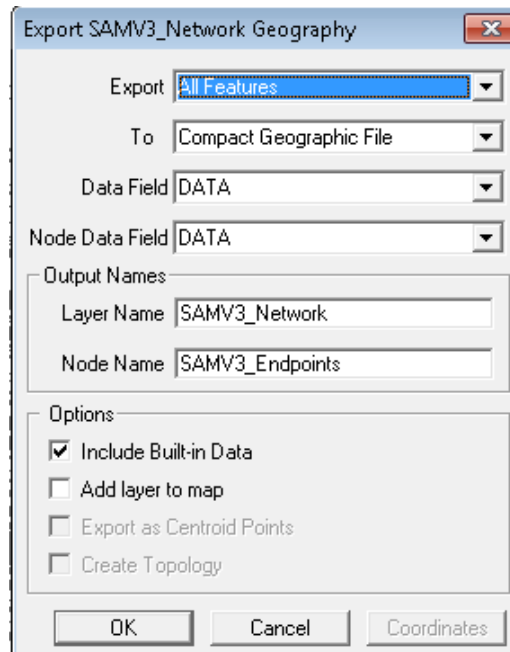 Export SAMV3_Network Geography
Export All Features
To Compact Geographic File
Data Field DATA
Node Data Field DATA
Output Names
Layer Name SAMV3_Network
Node Name SAMV3_Endpoints
Options
Include Built-in Data
Add layer to map
Export as Centroid Points
Create Topology
OK Cancel Coordinates